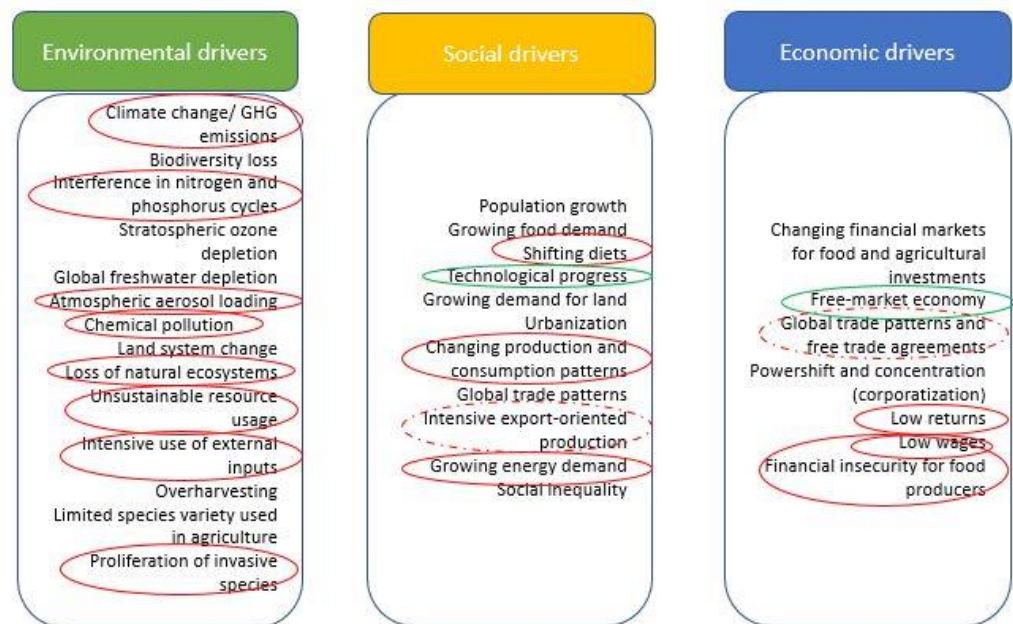 Environmental drivers
Climate change/ GHG
emissions
Biodiversity loss
Interference in nitrogen and
phosphorus cycles
Stratospheric ozone
depletion
Global freshwater depletion
Atmospheric aerosol loading
Chemical pollution
Land system change
Loss of natural ecosystems
Unsustainable resource
usage
Intensive use of external
inputs
Overharvesting
Limited species variety used
in agriculture
Proliferation of invasive
species
Social drivers
Population growth
Growing food demand
Shifting diets
Technological progress
Growing demand for land
Urbanization
Changing production and
consumption patterns
Global trade patterns
Intensive export-oriented
production
Growing energy demand
Social inequality
Economic drivers
Changing financial markets
for food and agricultural
investments
Free-market economy
Global trade patterns and
free trade agreements
Powershift and concentration
(corporatization)
Low returns
Low wages
Financial insecurity for food
producers